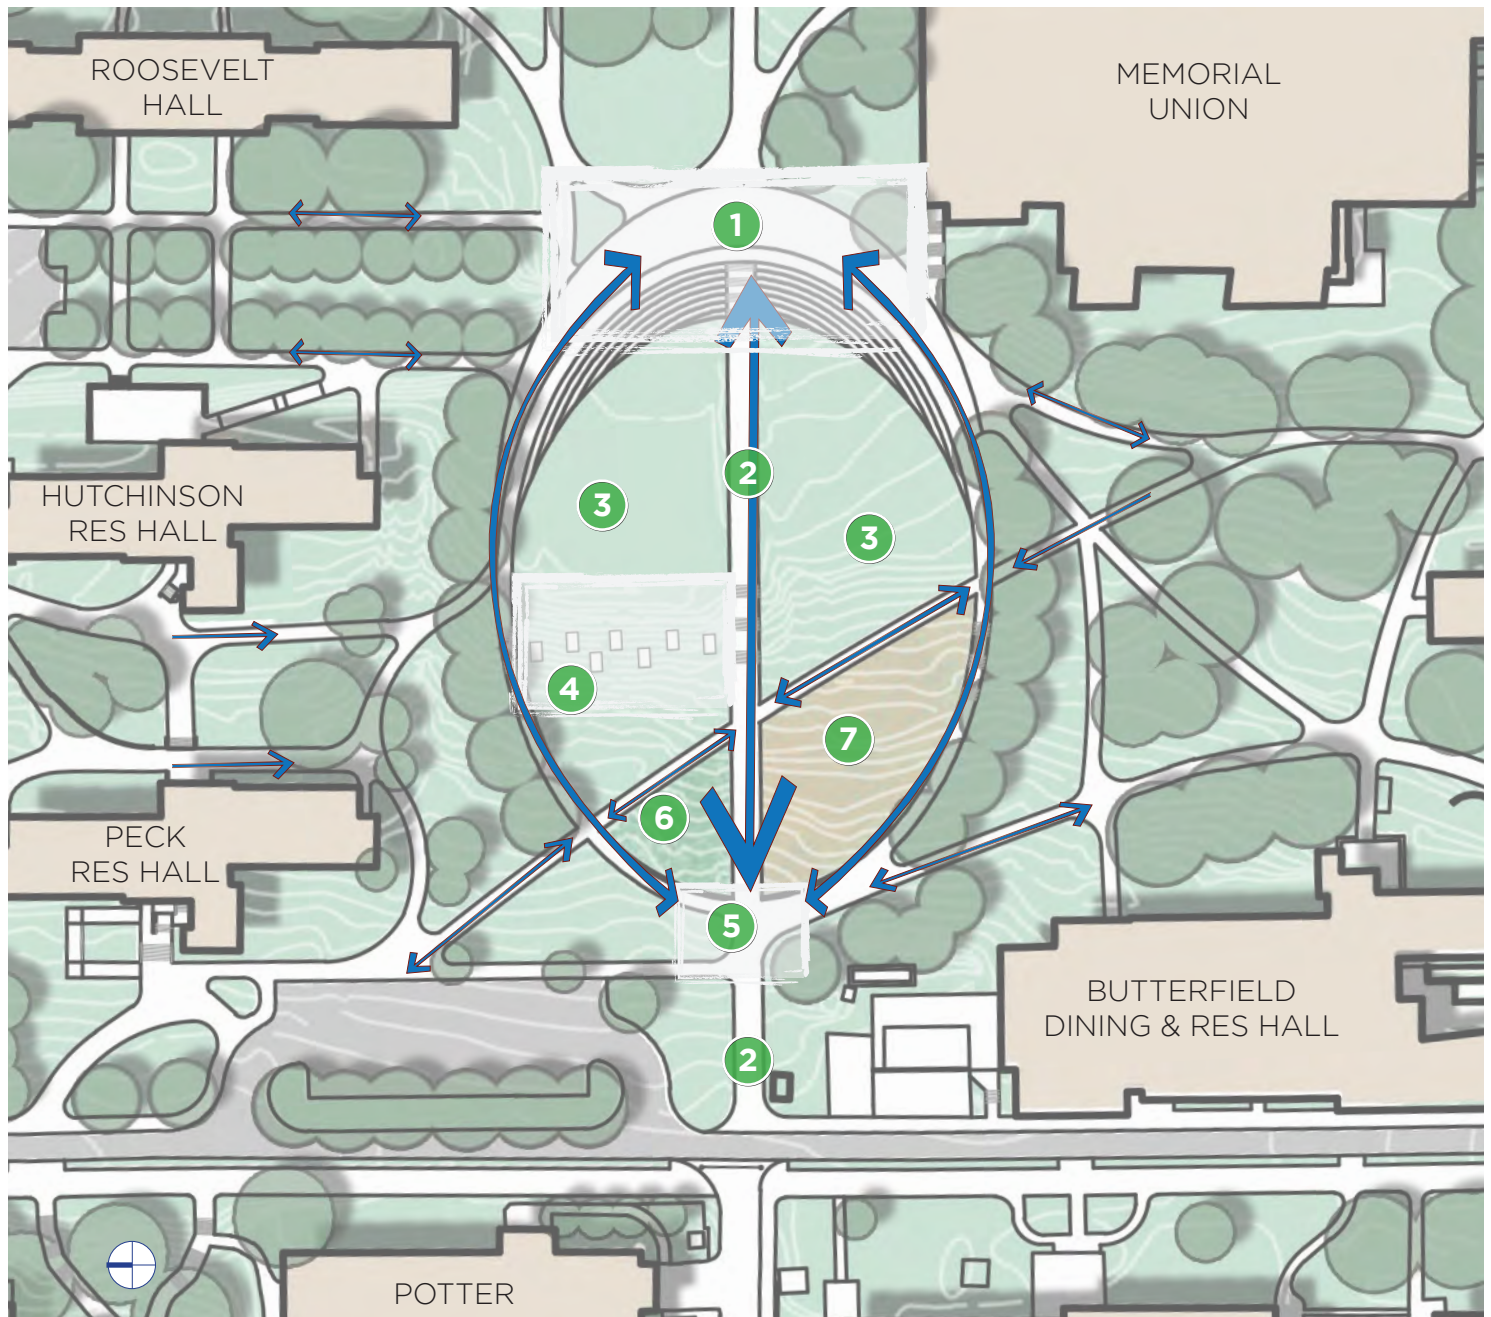 ROOSEVELT
HALL
MEMORIAL
UNION
1
2
3
3
HUTCHINSON
RES HALL
4
7
6
PECK
RES HALL
5
BUTTERFIELD
DINING & RES HALL
2
POTTER